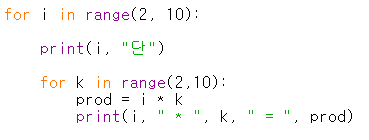 for i in range(2, 10):
    print(i, "단")
    for k in range(2,10):
        prod = i * k
        print(i, " * ", k, " = ", prod)